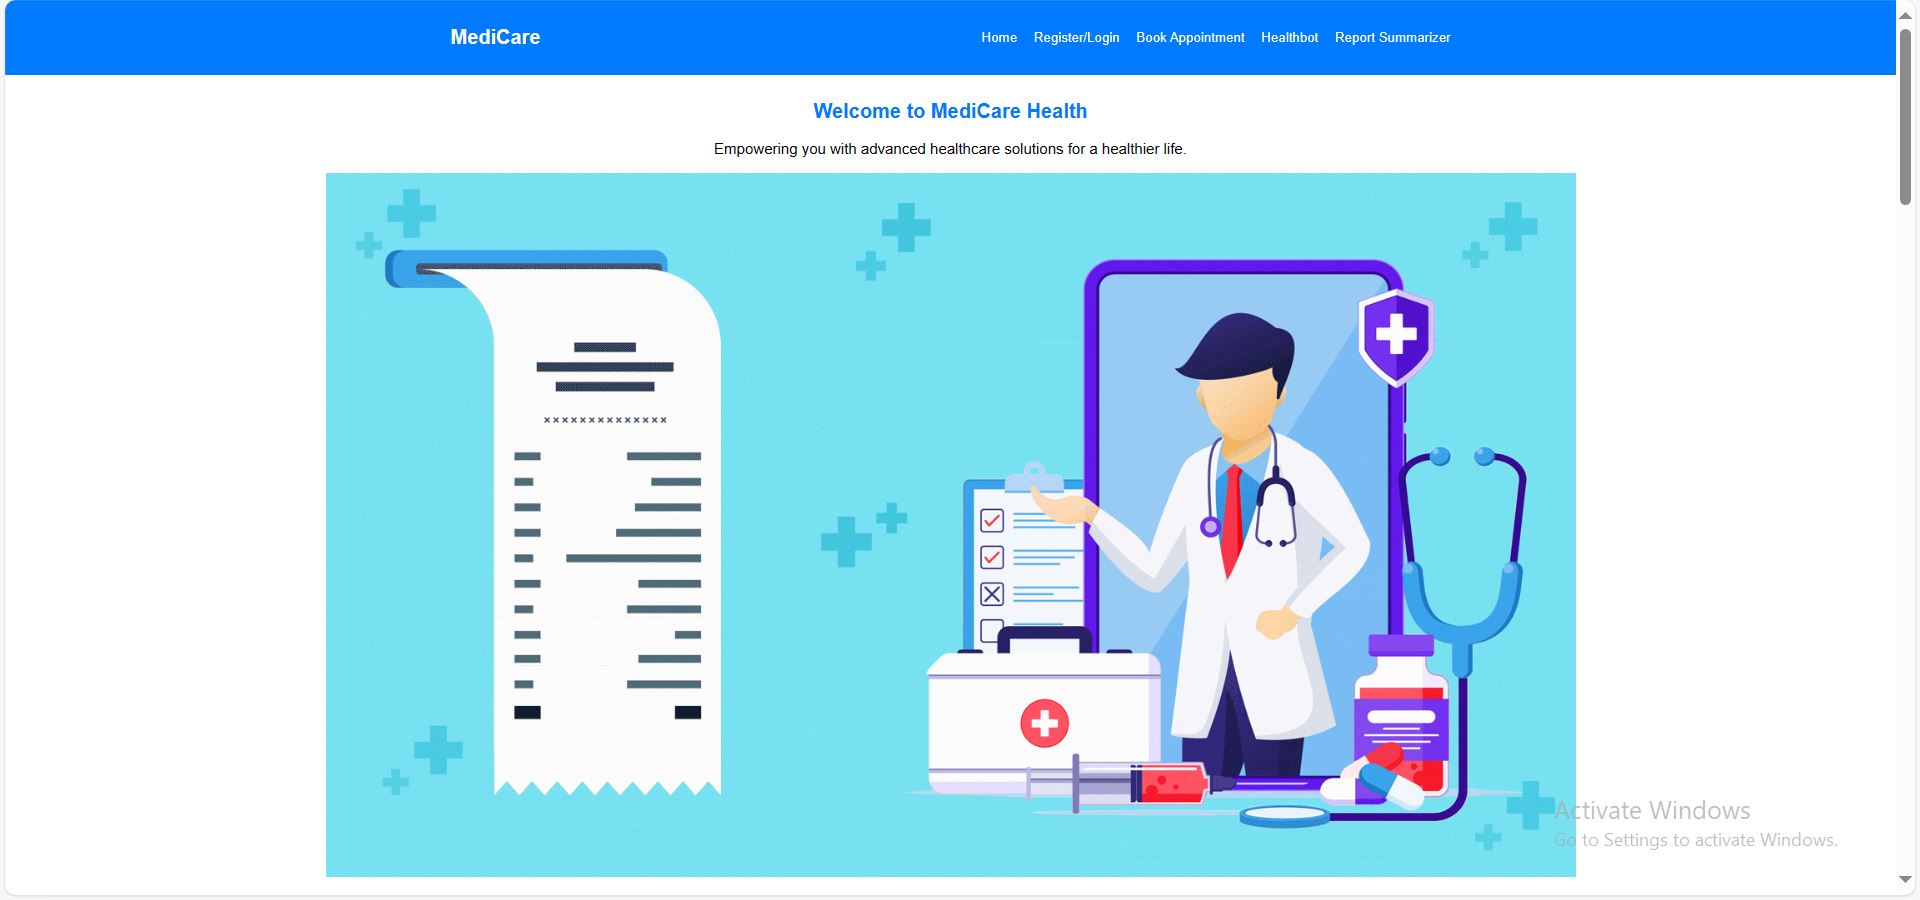 MediCare
Home Register/Login Book Appointment Healthbot Report Summarizer
Welcome to MediCare Health
Empowering you with advanced healthcare solutions for a healthier life.
Activate Windows
Go to Settings to activate Windows.